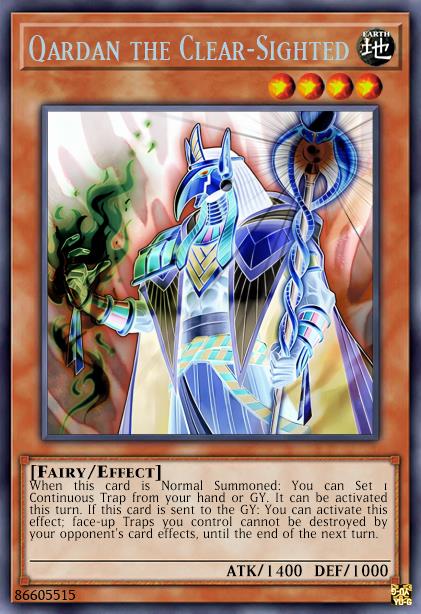 Qardan the Clear-Sighted
EARTH
地
[Fairy/Effect]
When this card is Normal Summoned: You can Set 1
Continuous Trap from your hand or GY. It can be activated
this turn. If this card is sent to the GY: You can activate this
effect; face-up Traps you control cannot be destroyed by
your opponent's card effects, until the end of the next turn.
ATK/1400 DEF/1000
86605515